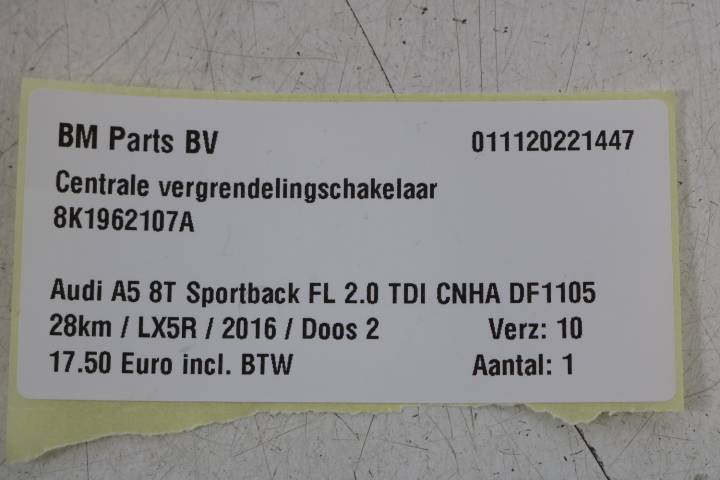 BM Parts BV 011120221447
Centrale vergrendelingschakelaar
8K1962107A
Audi A5 8T Sportback FL 2.0 TDI CNHA DF1105
28km / LX5R / 2016 / Doos 2 Verz: 10
17.50 Euro incl. BTW Aantal: 1